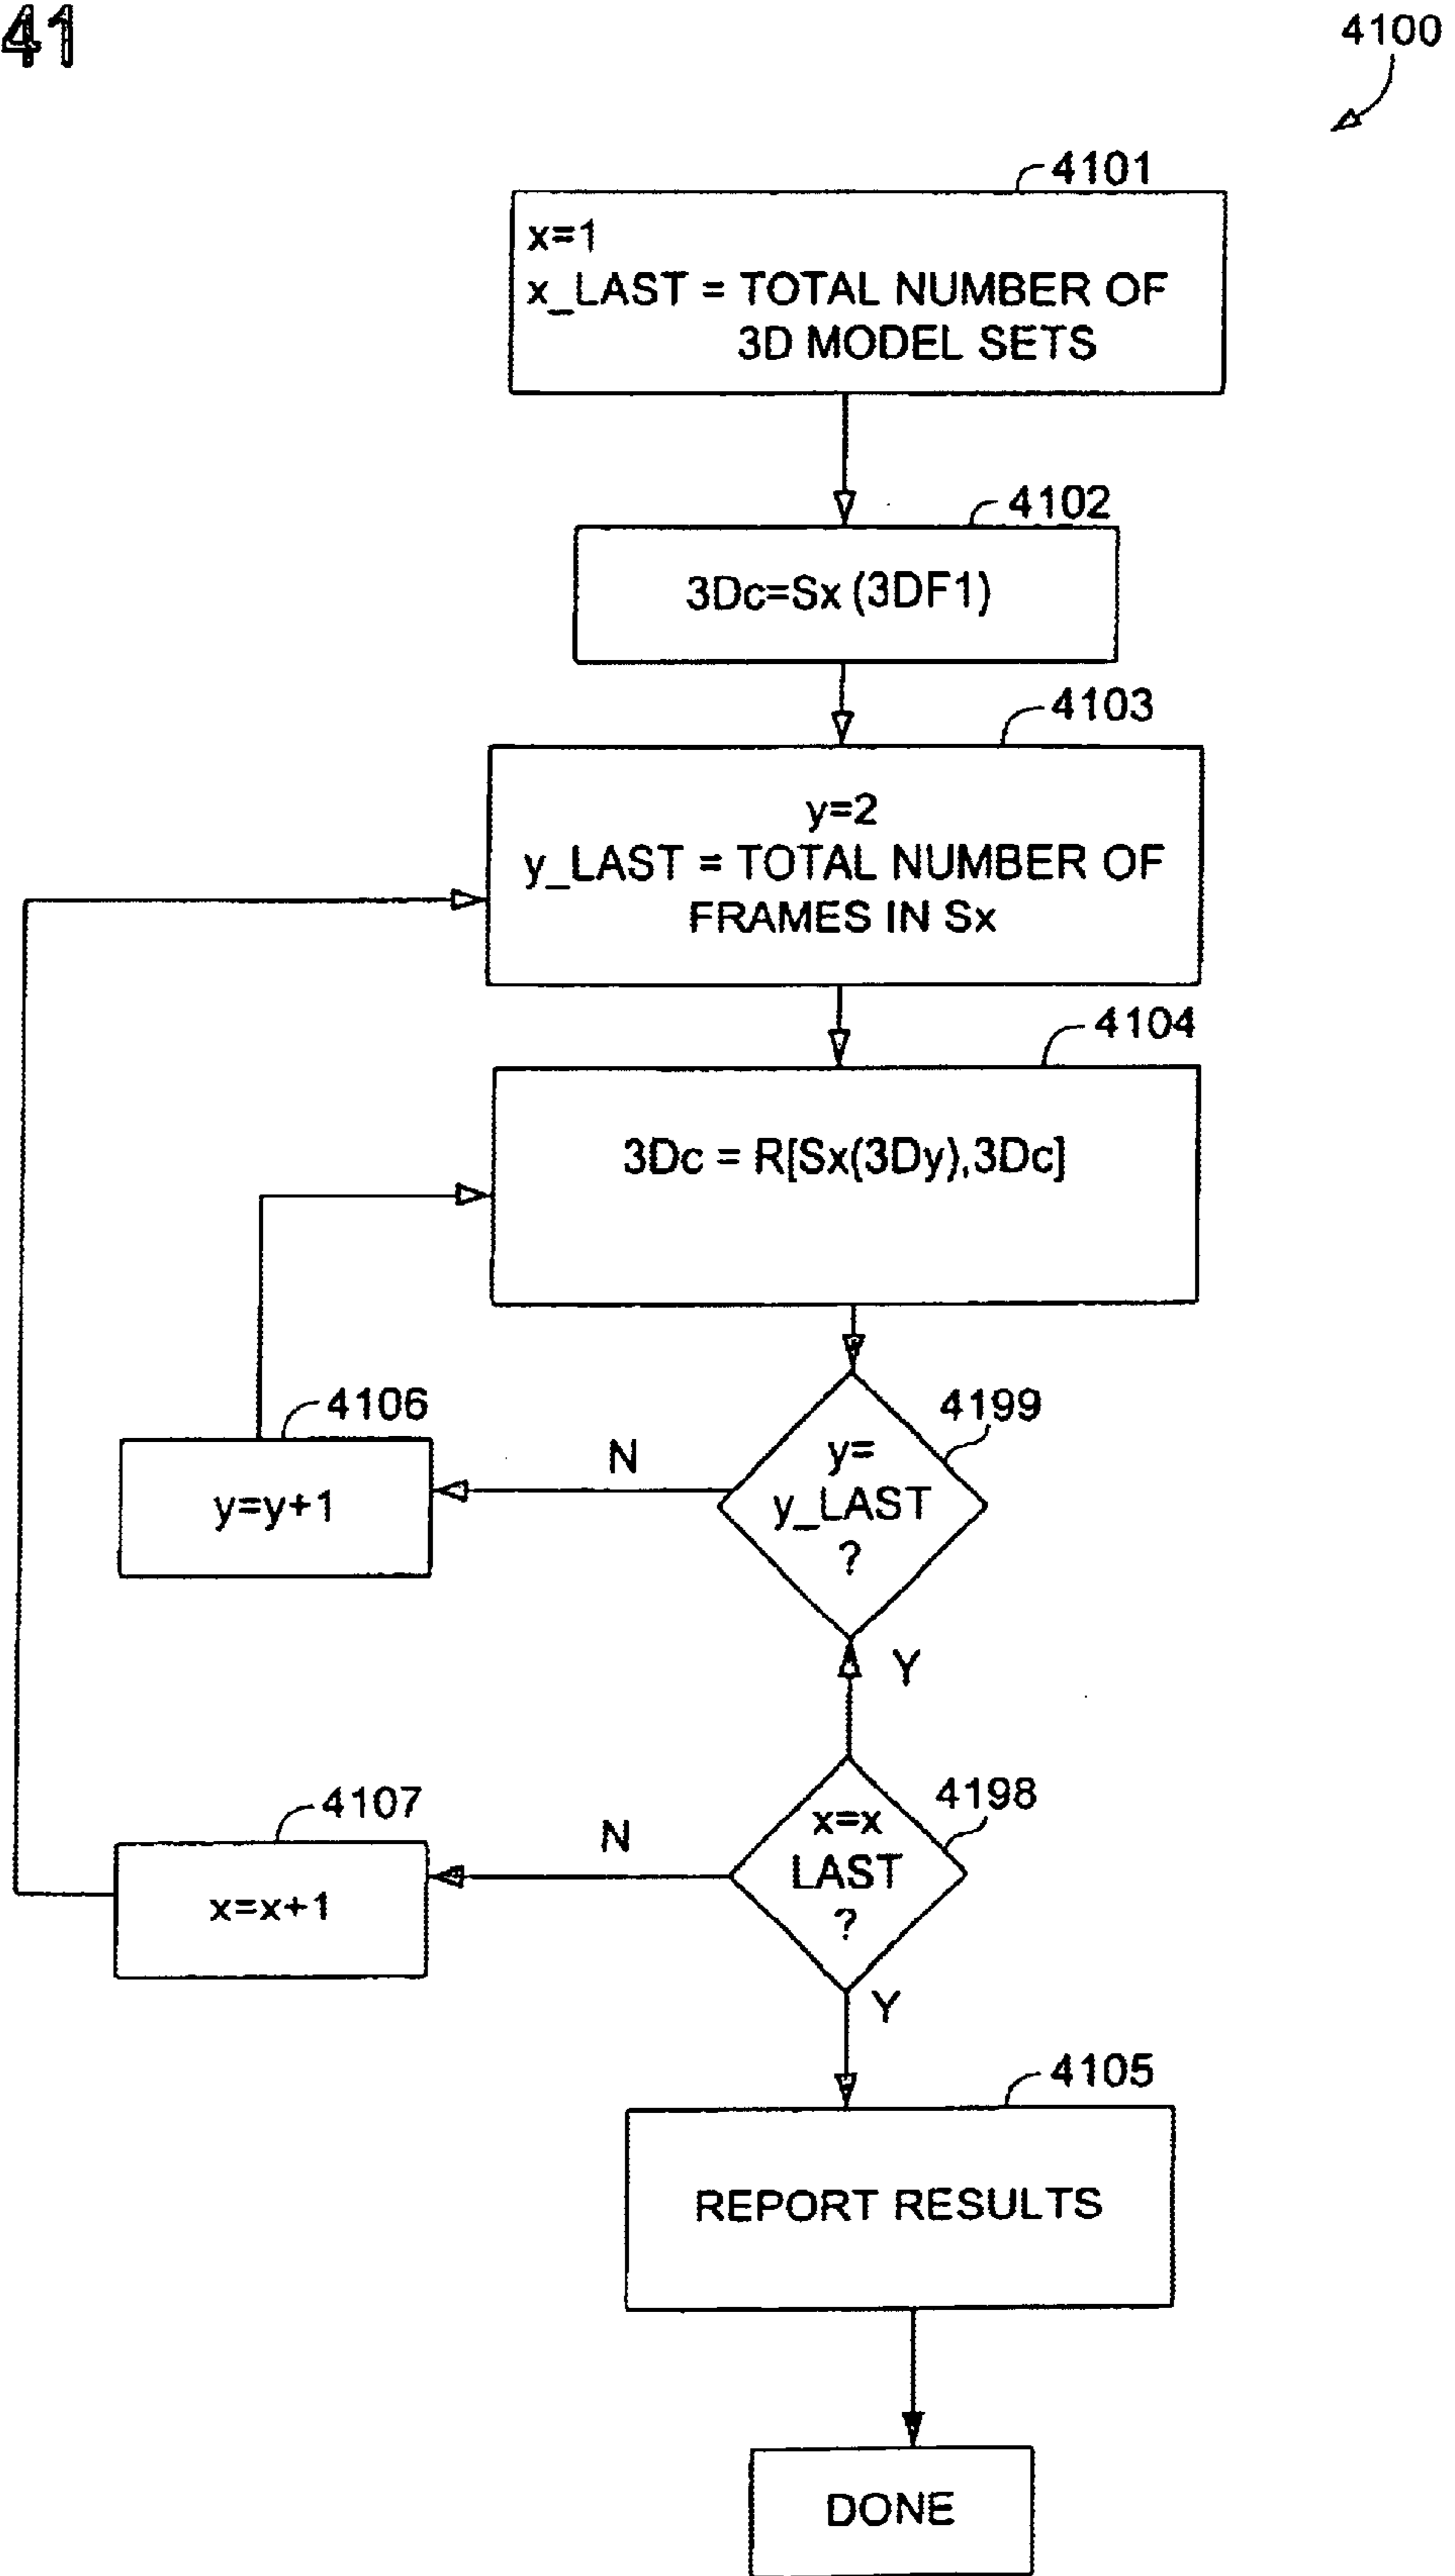 41
4100
4101
x=1
x_LAST = TOTAL NUMBER OF
3D MODEL SETS
4102
3Dc=Sx (3DF1)
4103
y=2
y_LAST = TOTAL NUMBER OF
FRAMES IN Sx
4104
3Dc = R[Sx(3Dy),3Dc]
4106
y=y+1
N
4199
y=
y_LAST
?
Y
4107
x=x+1
N
4198
x=x
LAST
?
Y
4105
REPORT RESULTS
DONE